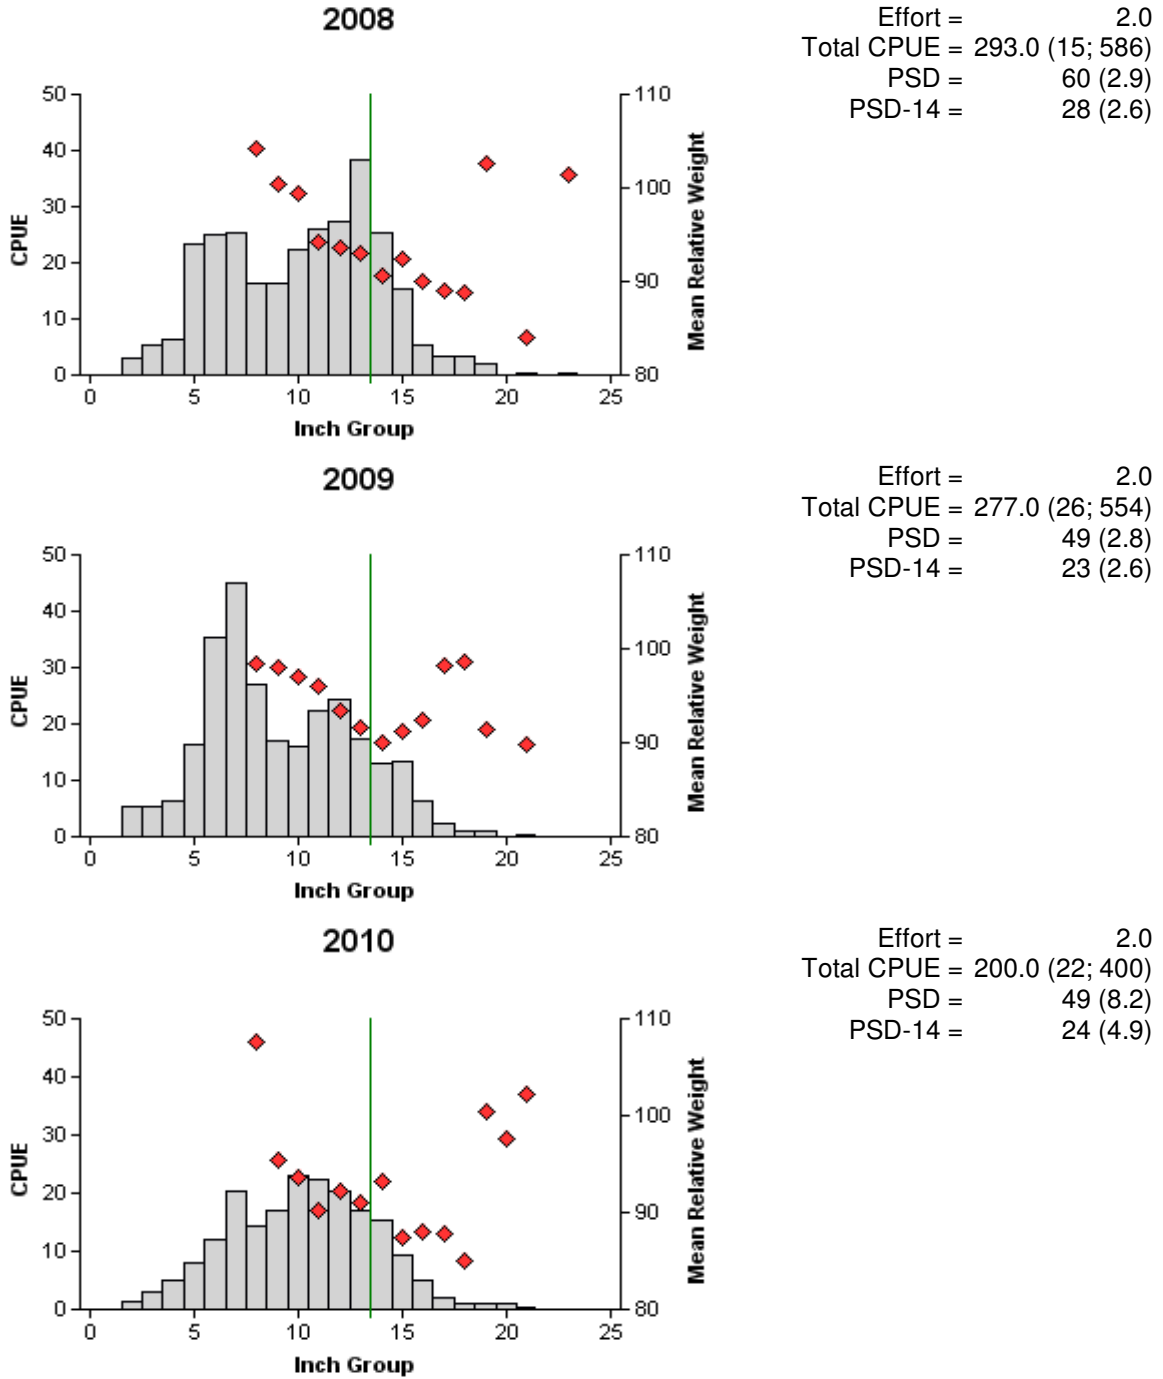 2008
Effort = 2.0
Total CPUE = 293.0 (15; 586)
PSD = 60 (2.9)
PSD-14 = 28 (2.6)
50
40
30
20
10
0
CPUE
110
100
90
80
Mean Relative Weight
0 5 10 15 20 25
Inch Group
2009
Effort = 2.0
Total CPUE = 277.0 (26; 554)
PSD = 49 (2.8)
PSD-14 = 23 (2.6)
50
40
30
20
10
0
CPUE
110
100
90
80
Mean Relative Weight
0 5 10 15 20 25
Inch Group
2010
Effort = 2.0
Total CPUE = 200.0 (22; 400)
PSD = 49 (8.2)
PSD-14 = 24 (4.9)
50
40
30
20
10
0
CPUE
110
100
90
80
Mean Relative Weight
0 5 10 15 20 25
Inch Group